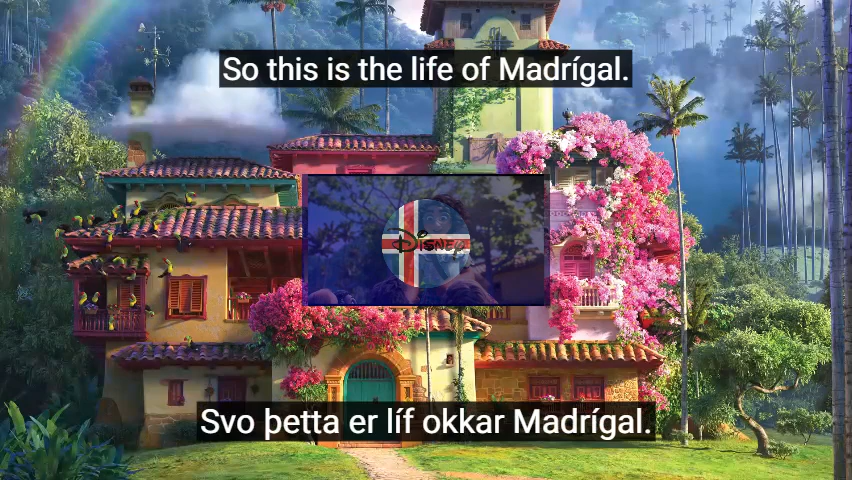 So this is the life of Madrígal.
Disney
Svo þetta er líf okkar Madrígal.